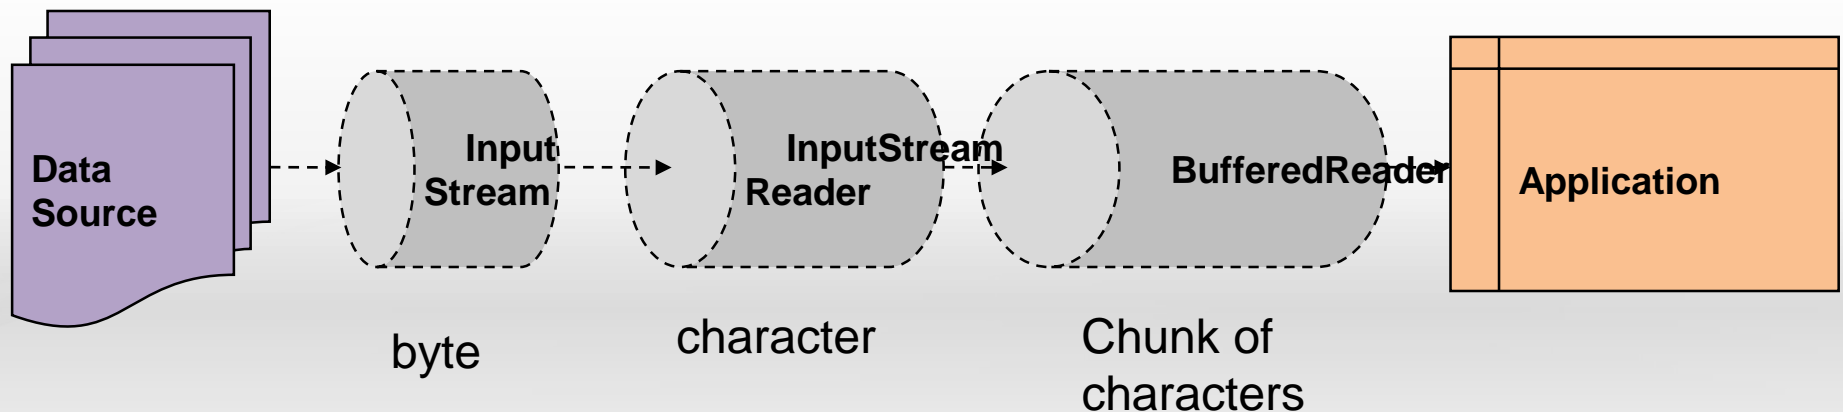 Data
Source
Input
Stream
InputStream
Reader
BufferedReader
Application
byte
character
Chunk of
characters